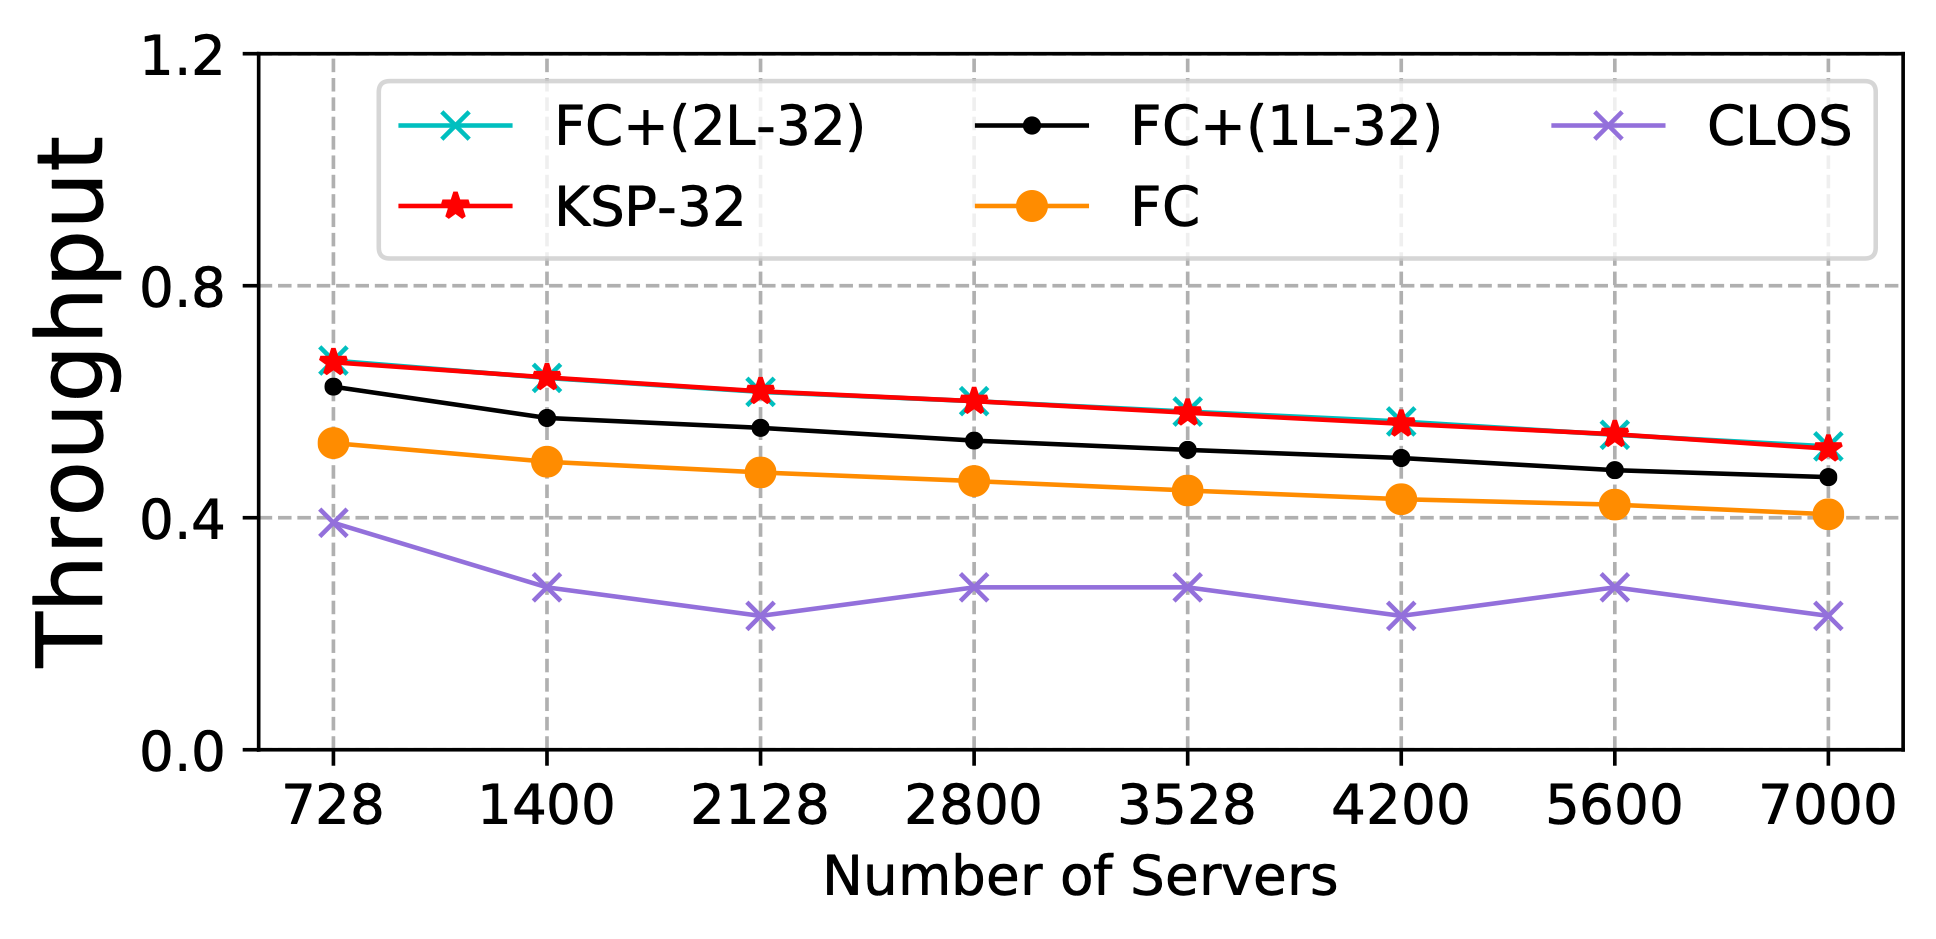 Throughput
1.2
0.8
0.4
0.0
FC+(2L-32) FC+(1L-32) CLOS
KSP-32 FC
728 1400 2128 2800 3528 4200 5600 7000
Number of Servers